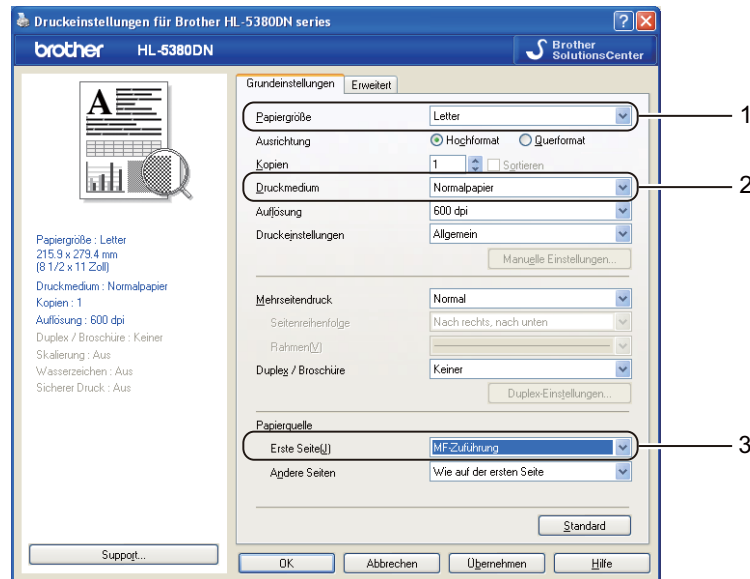 Druckeinstellungen für Brother HL-5380DN series
brother HL-5380DN
Brother
SolutionsCenter
A
Papiergröße : Letter
215.9 x 279.4 mm
(8 1/2 x 11 Zoll)
Druckmedium : Normalpapier
Kopien : 1
Auflösung : 600 dpi
Duplex / Broschüre : Keiner
Skalierung : Aus
Wasserzeichen : Aus
Sicherer Druck : Aus
Support...
Grundeinstellungen Erweitert
Papiergröße Letter 1
Ausrichtung Hochformat Querformat
Kopien 1 Sortieren
Druckmedium Normalpapier 2
Auflösung 600 dpi
Druckeinstellungen Allgemein
Manuelle Einstellungen...
Mehrseitendruck Normal
Seitenreihenfolge Nach rechts, nach unten
Rahmen(V)
Duplex / Broschüre Keiner
Duplex-Einstellungen...
Papierquelle
Erste Seite(J) MF-Zuführung 3
Andere Seiten Wie auf der ersten Seite
Standard
OK Abbrechen Übernehmen Hilfe